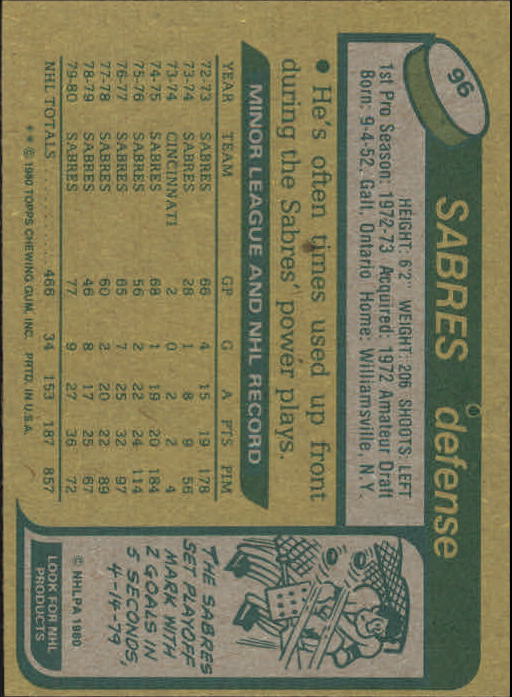 96
SABRES defense
HEIGHT: 6'2" WEIGHT: 206 SHOOTS: LEFT
1st Pro Season: 1972-73 Acquired: 1972 Amateur Draft
Born: 9-4-52, Galt, Ontario Home: Williamsville, N.Y.
• He's often times used up front
during the Sabres' power plays.
MINOR LEAGUE AND NHL RECORD
YEAR TEAM GP G A PTS PIM
72-73 SABRES 66 4 15 19 178
73-74 SABRES 28 1 8 9 56
73-74 CINCINNATI 2 0 2 2 4
74-75 SABRES 68 1 19 20 184
75-76 SABRES 56 2 22 24 114
76-77 SABRES 65 7 25 32 97
77-78 SABRES 60 2 20 22 89
78-79 SABRES 46 8 17 25 67
79-80 SABRES 77 9 27 36 72
NHL TOTALS 466 34 153 187 857
** © 1980 TOPPS CHEWING GUM, INC. PRTD. IN U.S.A.
THE SABRES
SET PLAYOFF
MARK WITH
2 GOALS IN
5 SECONDS,
4-14-79
© NHLPA 1980
LOOK FOR NHL
PRODUCTS